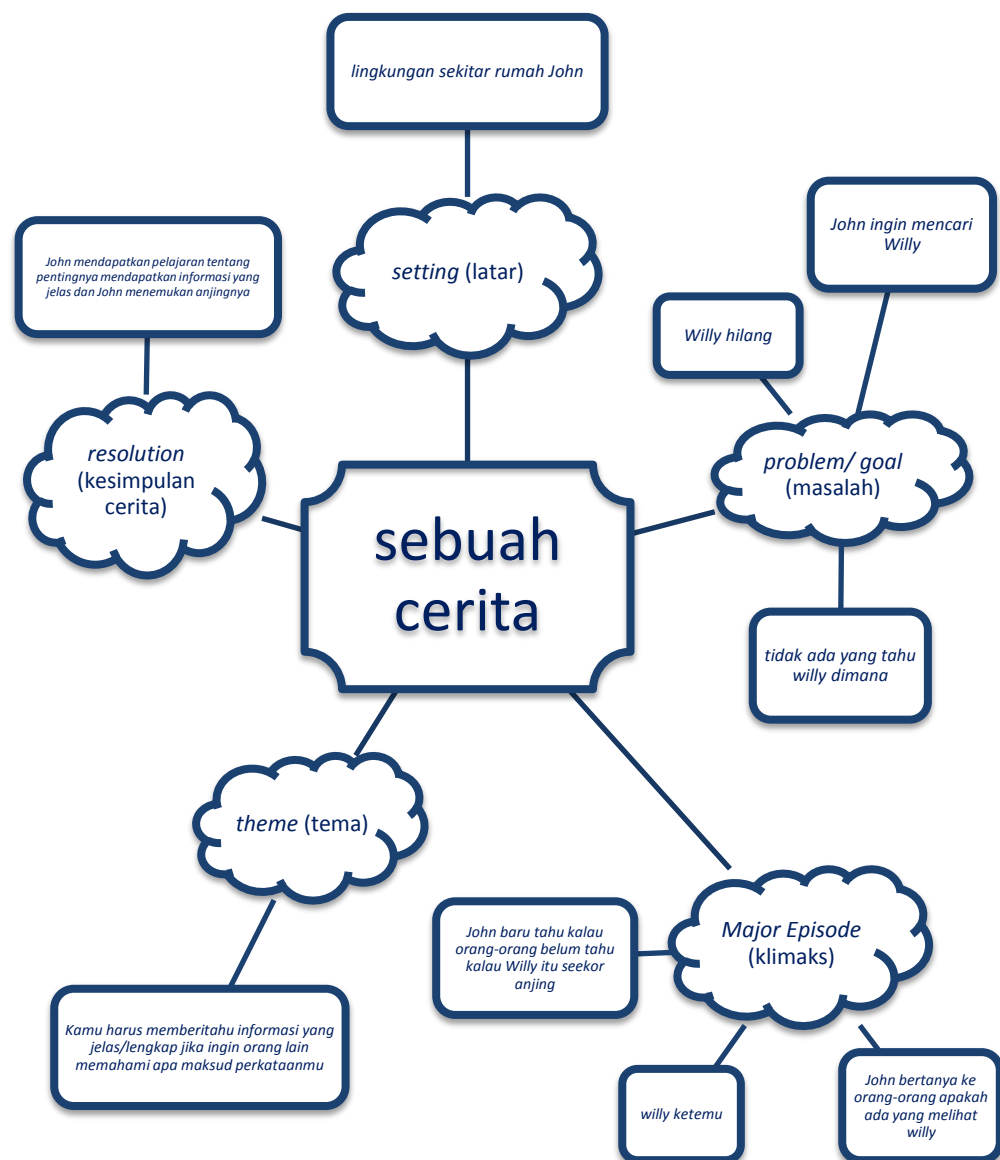 lingkungan sekitar rumah John
setting (latar)
John ingin mencari
Willy
Willy hilang
problem/ goal
(masalah)
tidak ada yang tahu
willy dimana
John mendapatkan pelajaran tentang
pentingnya mendapatkan informasi yang
jelas dan John menemukan anjingnya
resolution
(kesimpulan
cerita)
sebuah
cerita
theme (tema)
Kamu harus memberitahu informasi yang
jelas/lengkap jika ingin orang lain
memahami apa maksud perkataanmu
Major Episode
(klimaks)
John baru tahu kalau
orang-orang belum tahu
kalau Willy itu seekor
anjing
willy ketemu
John bertanya ke
orang-orang apakah
ada yang melihat
willy